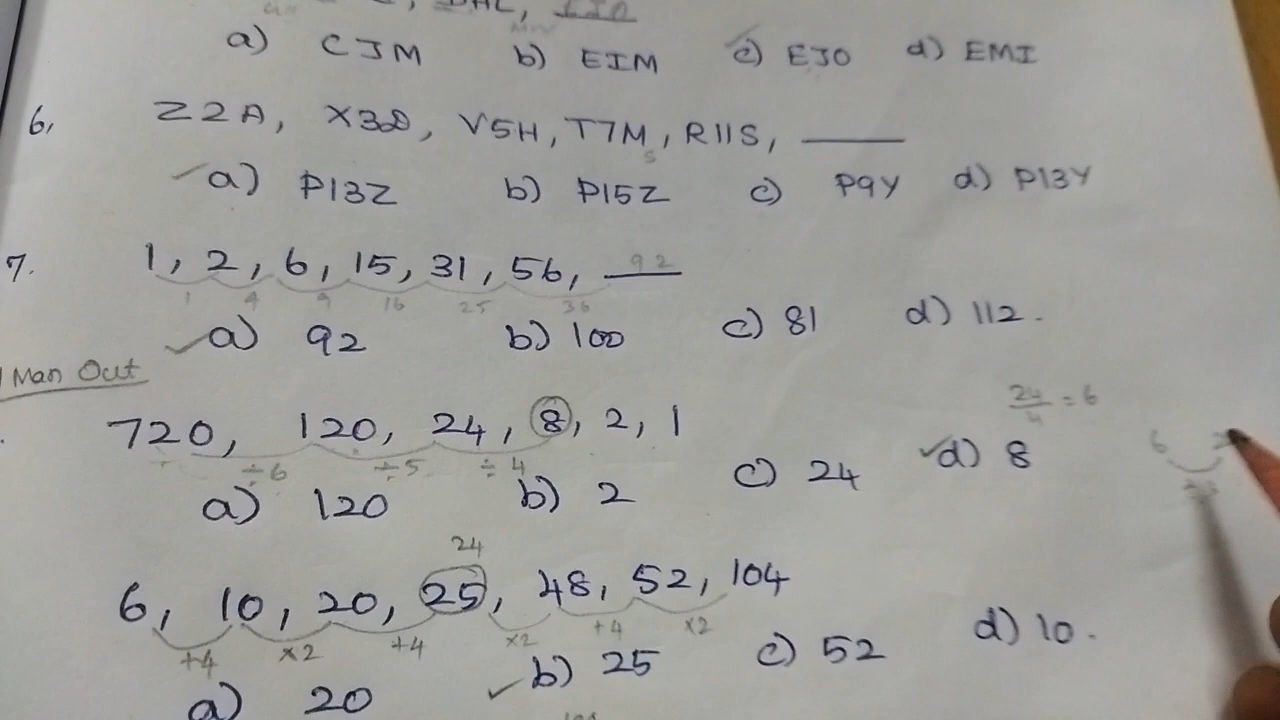 a) CJM b) EIM c) EJO d) EMI
6, Z2A, X3D, V5H, T7M, R11S, ____
s
a) P13Z b) P15Z c) P9Y d) P13Y
7. 1, 2, 6, 15, 31, 56, 92
1 4 9 16 25 36
a) 92 b) 100 c) 81 d) 112.
Man Out
24/4 = 6
720, 120, 24, 8, 2, 1
÷6 ÷5 ÷4
6
a) 120 b) 2 c) 24 d) 8
24
6, 10, 20, 25, 48, 52, 104
+4 ×2 +4 ×2 +4 ×2
a) 20 b) 25 c) 52 d) 10.